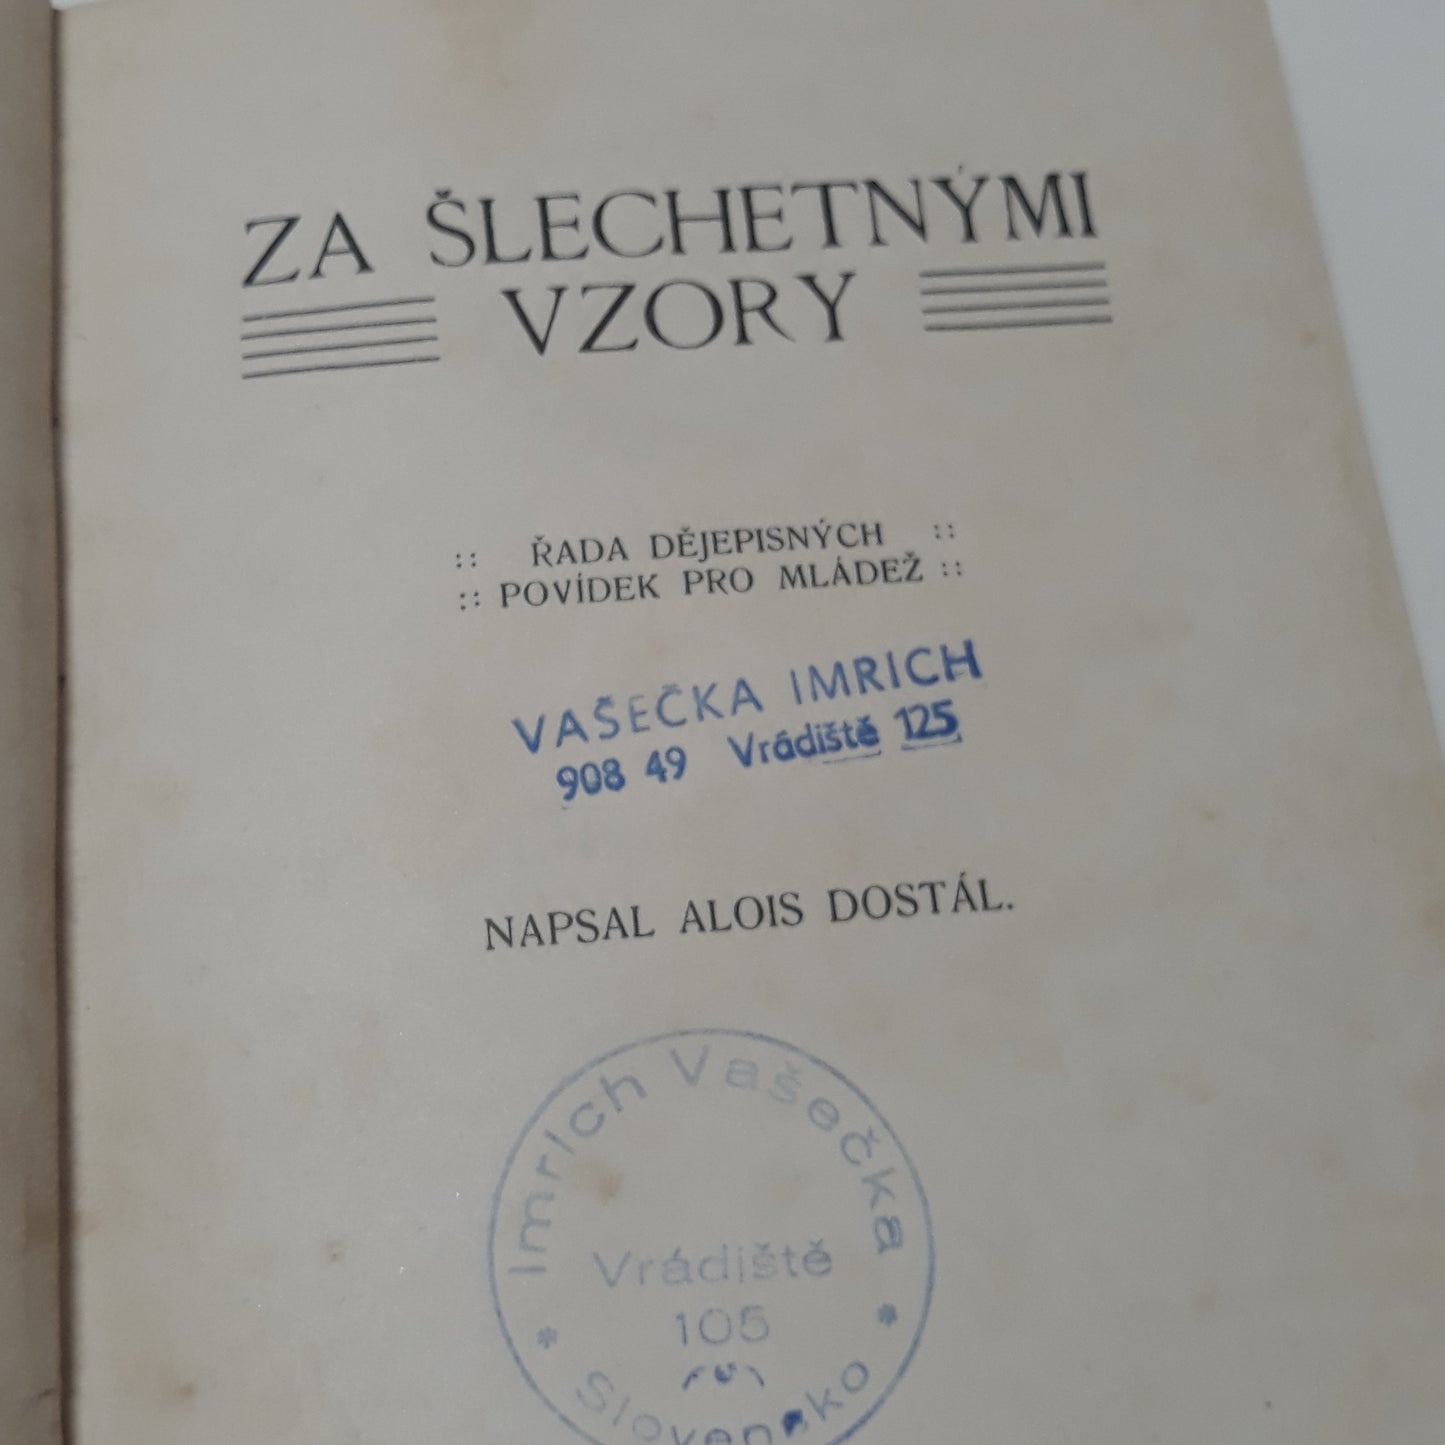 ZA ŠLECHETNÝMI
VZORY
:: ŘADA DĚJEPISNÝCH ::
:: POVÍDEK PRO MLÁDEŽ ::
VAŠEČKA IMRICH
908 49 Vrádiště 125
NAPSAL ALOIS DOSTÁL.
Imrich Vašečka
Vrádiště
105
* Slovensko *